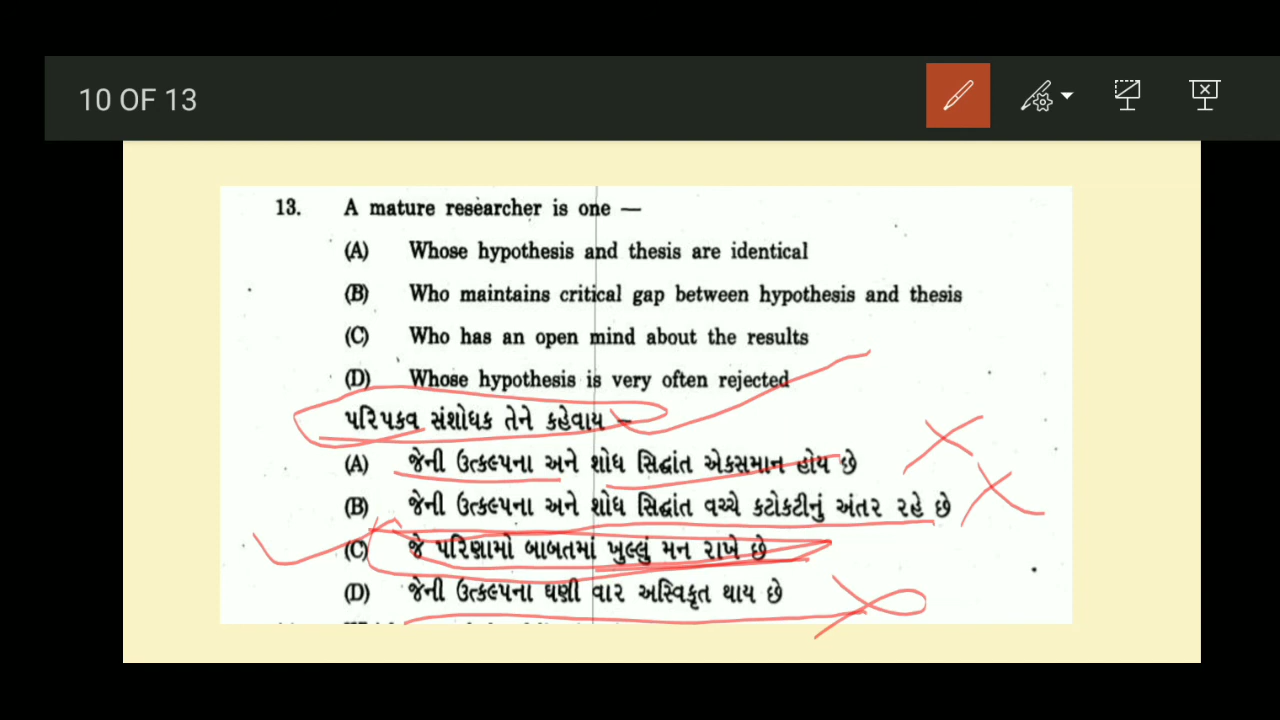 10 OF 13
13. A mature researcher is one —
(A) Whose hypothesis and thesis are identical
(B) Who maintains critical gap between hypothesis and thesis
(C) Who has an open mind about the results
(D) Whose hypothesis is very often rejected
પરિપકવ સંશોધક તેને કહેવાય —
(A) જેની ઉત્કલ્પના અને શોધ સિદ્ધાંત એકસમાન હોય છે
(B) જેની ઉત્કલ્પના અને શોધ સિદ્ધાંત વચ્ચે કટોકટીનું અંતર રહે છે
(C) જે પરિણામો બાબતમાં ખુલ્લું મન રાખે છે
(D) જેની ઉત્કલ્પના ઘણી વાર અસ્વિકૃત થાય છે